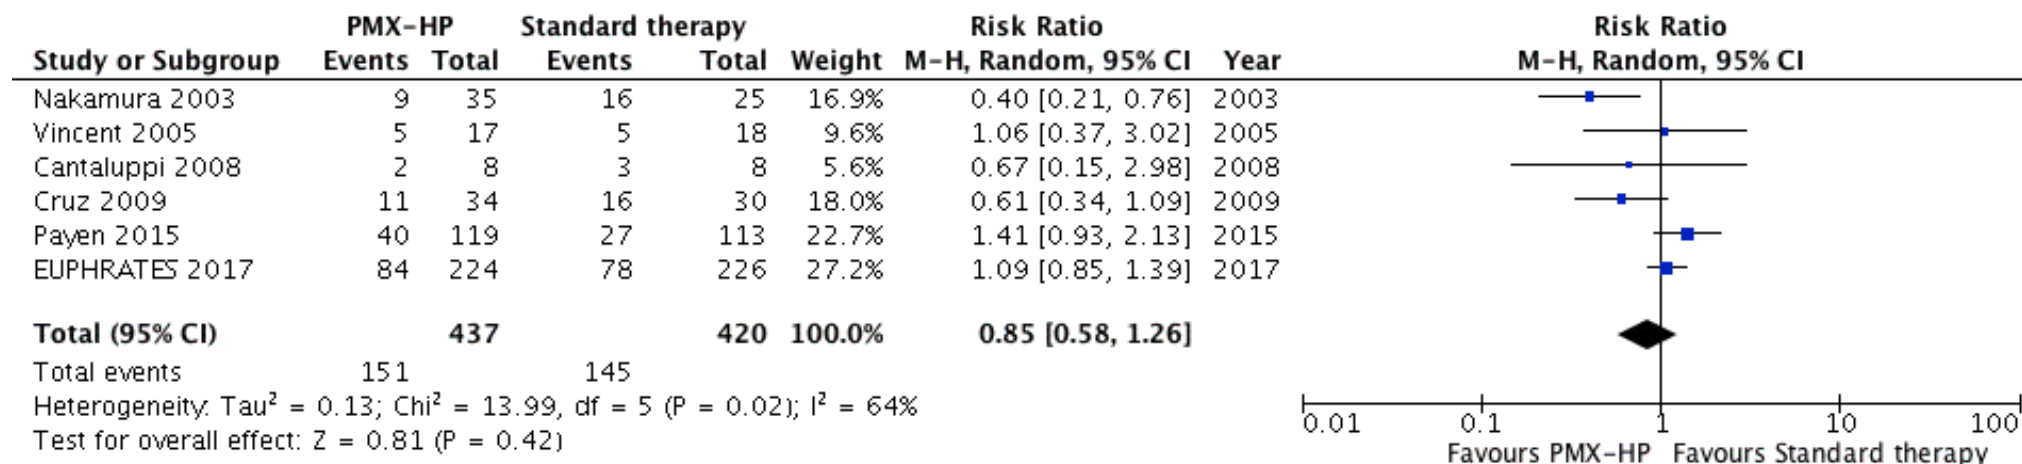 PMX-HP Standard therapy Risk Ratio Risk Ratio
Study or Subgroup Events Total Events Total Weight M-H, Random, 95% CI Year M-H, Random, 95% CI
Nakamura 2003 9 35 16 25 16.9% 0.40 [0.21, 0.76] 2003
Vincent 2005 5 17 5 18 9.6% 1.06 [0.37, 3.02] 2005
Cantaluppi 2008 2 8 3 8 5.6% 0.67 [0.15, 2.98] 2008
Cruz 2009 11 34 16 30 18.0% 0.61 [0.34, 1.09] 2009
Payen 2015 40 119 27 113 22.7% 1.41 [0.93, 2.13] 2015
EUPHRATES 2017 84 224 78 226 27.2% 1.09 [0.85, 1.39] 2017
Total (95% CI) 437 420 100.0% 0.85 [0.58, 1.26]
Total events 151 145
Heterogeneity: Tau² = 0.13; Chi² = 13.99, df = 5 (P = 0.02); I² = 64%
Test for overall effect: Z = 0.81 (P = 0.42)
0.01 0.1 1 10 100
Favours PMX-HP Favours Standard therapy